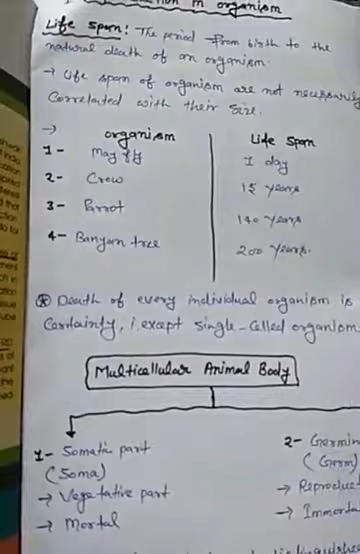 in organism
Life Span: The period from birth to the
natural death of an organism.
→ Life span of organism are not necessarily
Correlated with their Size.
→ organism Life Span
1- May fly 1 day
2- Crow 15 years
3- Parrot 140 years
4- Banyan tree 200 years.
⊛ Death of every individual organism is
Certainty, i. except single-Celled organism
Multicellular Animal Body
1- Somatic part
(Soma)
→ Vegetative part
→ Mortal
2- Germin
(Germ)
→ Reproduct
→ Immorta